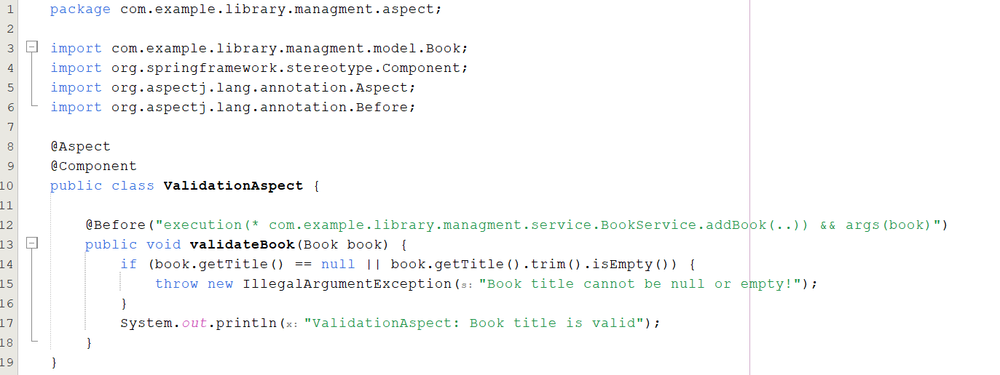 1 package com.example.library.managment.aspect;
2
3 import com.example.library.managment.model.Book;
4 import org.springframework.stereotype.Component;
5 import org.aspectj.lang.annotation.Aspect;
6 import org.aspectj.lang.annotation.Before;
7
8 @Aspect
9 @Component
10 public class ValidationAspect {
11
12     @Before("execution(* com.example.library.managment.service.BookService.addBook(..)) && args(book)")
13     public void validateBook(Book book) {
14         if (book.getTitle() == null || book.getTitle().trim().isEmpty()) {
15             throw new IllegalArgumentException(s: "Book title cannot be null or empty!");
16         }
17         System.out.println(x: "ValidationAspect: Book title is valid");
18     }
19 }